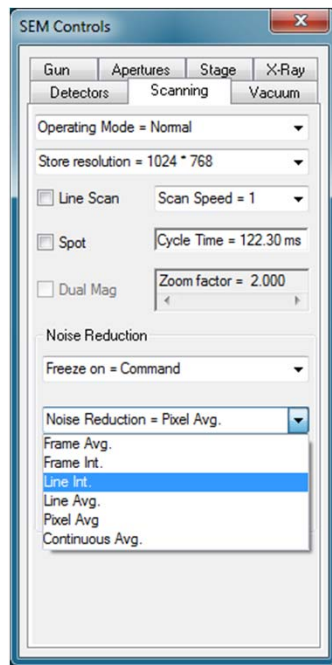 SEM Controls
Gun Apertures Stage X-Ray
Detectors Scanning Vacuum
Operating Mode = Normal
Store resolution = 1024 * 768
Line Scan Scan Speed = 1
Spot Cycle Time = 122.30 ms
Dual Mag Zoom factor = 2.000
Noise Reduction
Freeze on = Command
Noise Reduction = Pixel Avg.
Frame Avg.
Frame Int.
Line Int.
Line Avg.
Pixel Avg
Continuous Avg.